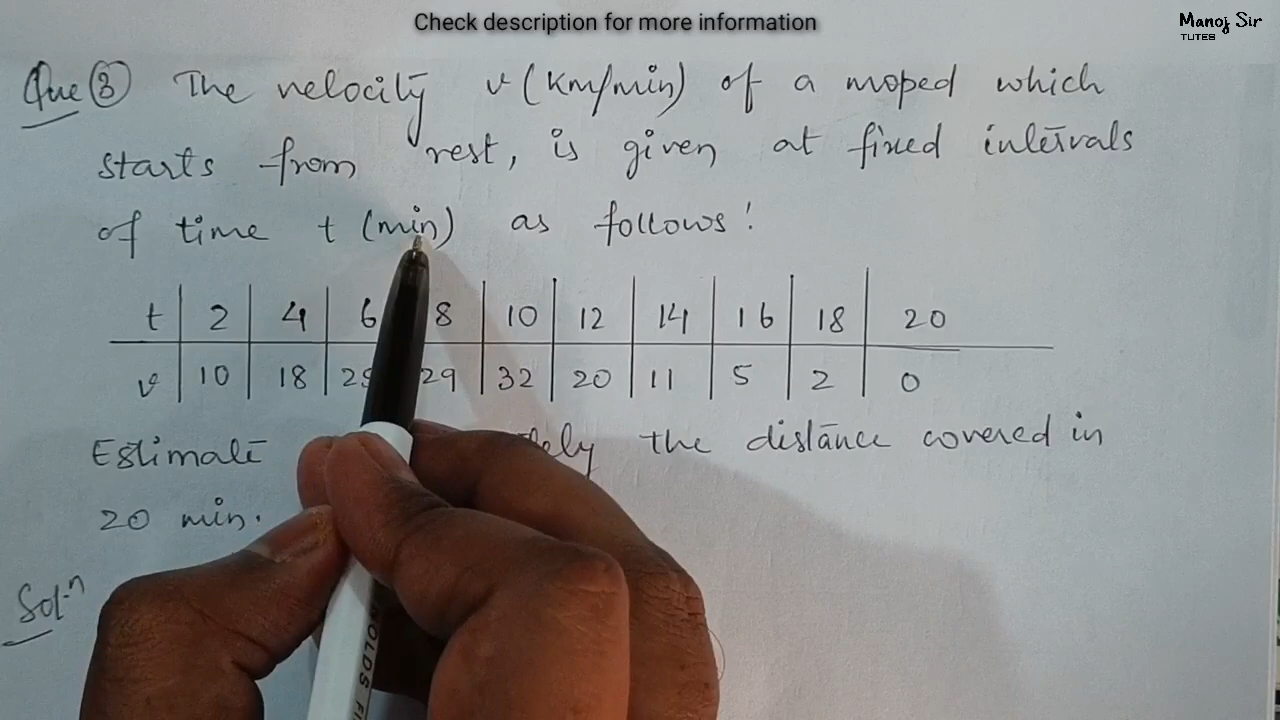 Check description for more information
Manoj Sir
TUTES
Que 3 The velocity v (Km/min) of a moped which
starts from rest, is given at fixed intervals
of time t (min) as follows!
t 2 4 6 8 10 12 14 16 18 20
v 10 18 29 32 20 11 5 2 0
Estimate the distance covered in
20 min.
Sol.n